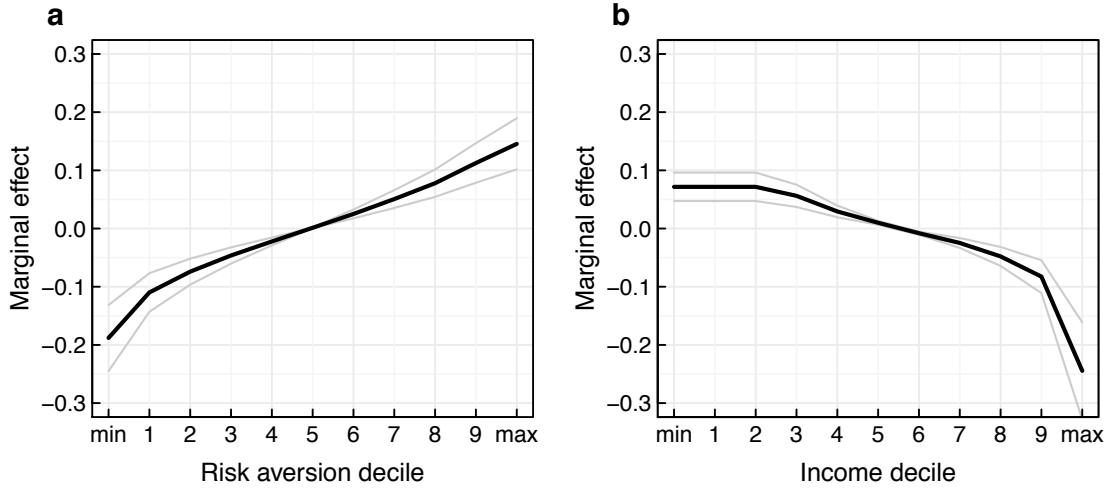 a
b
Marginal effect
0.3
0.2
0.1
0.0
−0.1
−0.2
−0.3
min 1 2 3 4 5 6 7 8 9 max
Risk aversion decile
Marginal effect
0.3
0.2
0.1
0.0
−0.1
−0.2
−0.3
min 1 2 3 4 5 6 7 8 9 max
Income decile